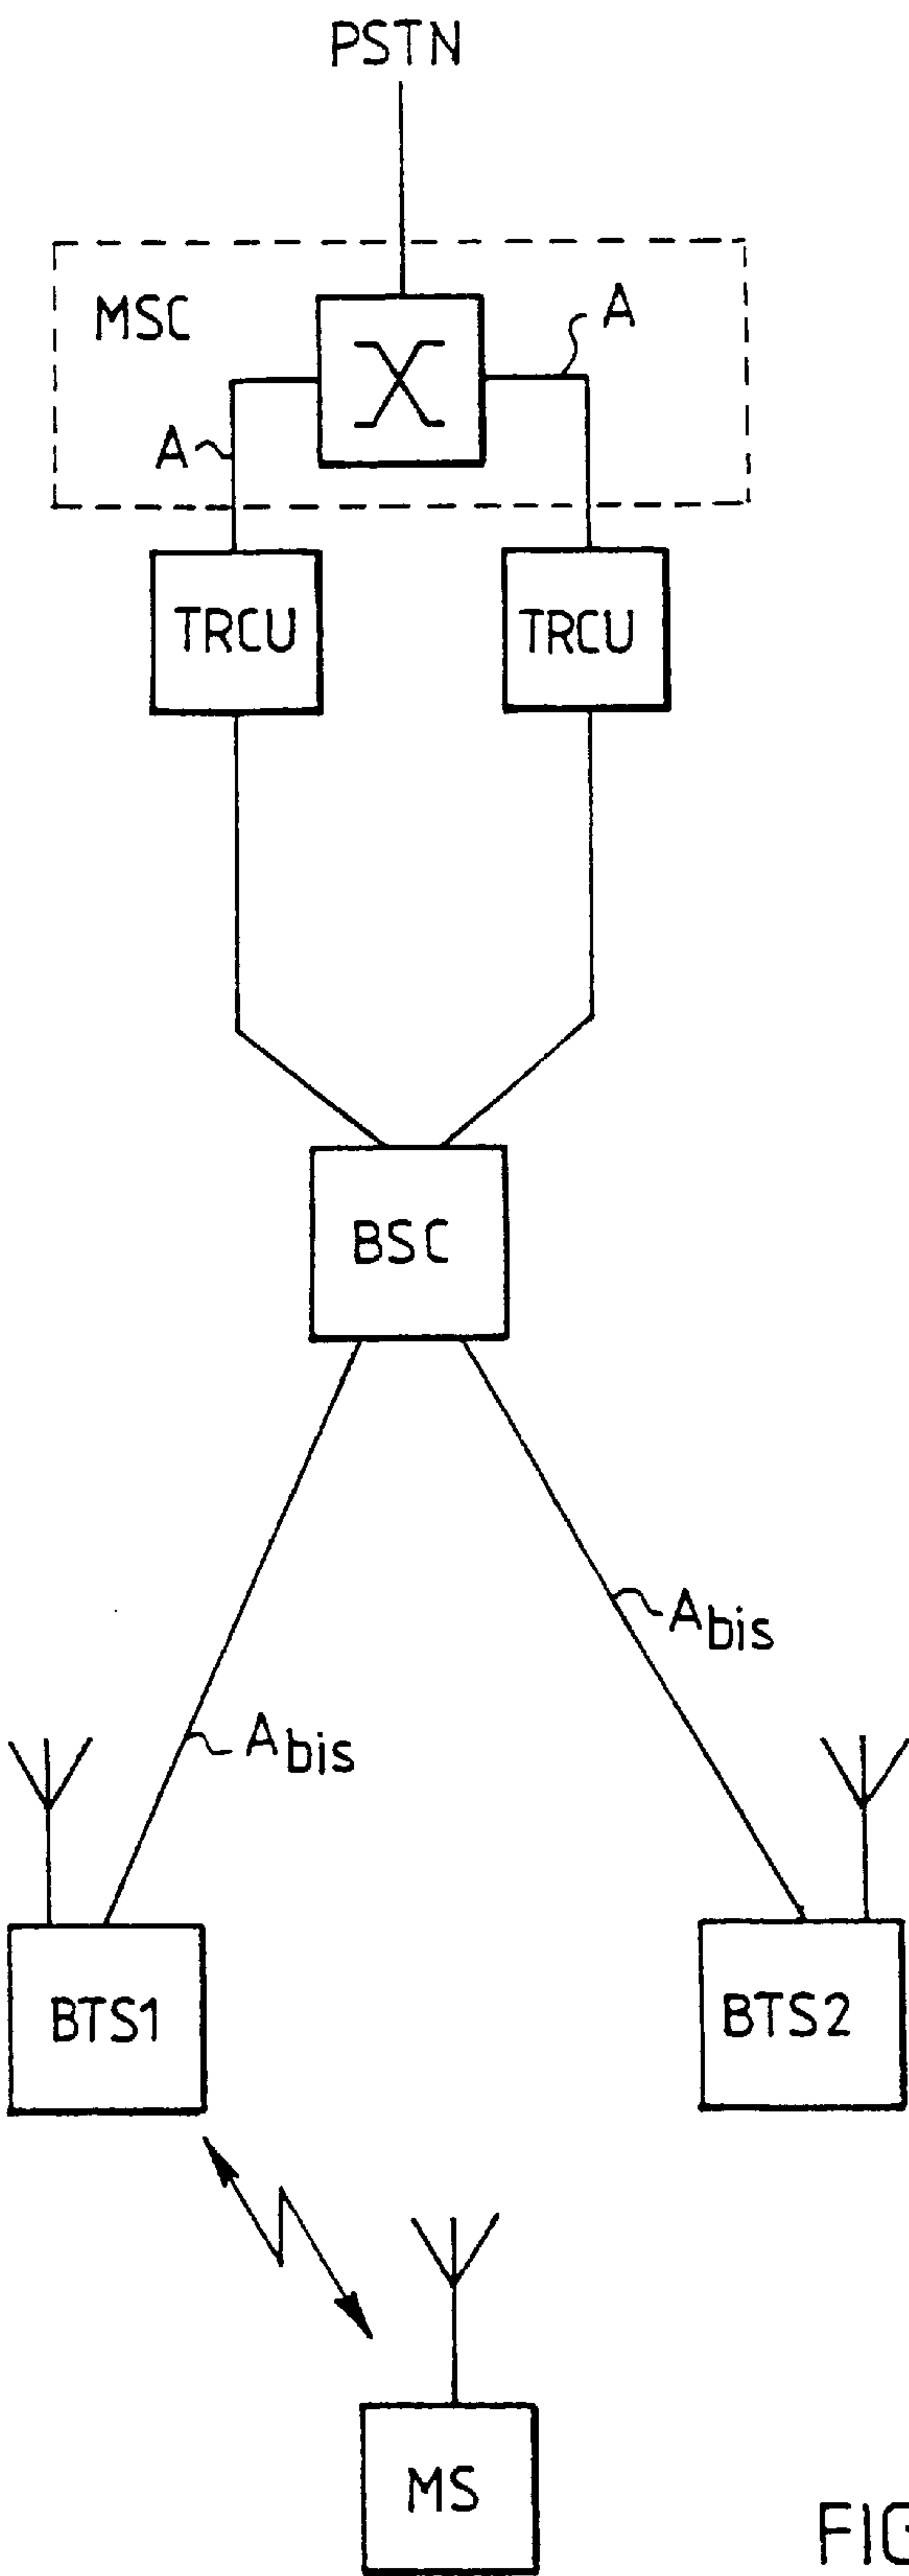 PSTN
MSC
A
A
TRCU
TRCU
BSC
Abis
Abis
BTS1
BTS2
MS
FIG